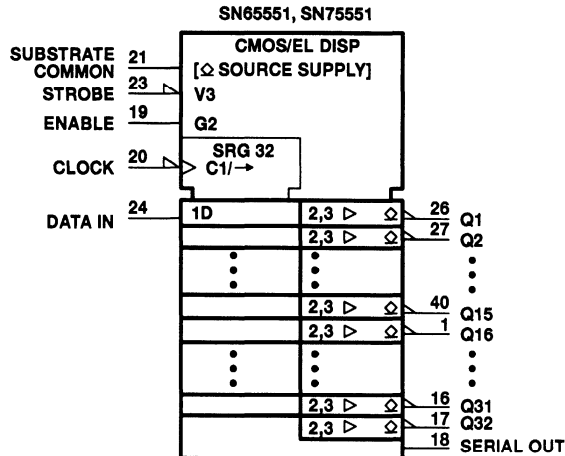 SN65551, SN75551
CMOS/EL DISP
[◇ SOURCE SUPPLY]
SUBSTRATE
COMMON 21
STROBE 23 V3
ENABLE 19 G2
SRG 32
CLOCK 20 C1/→
DATA IN 24 1D 2,3 ▷ ◇ 26 Q1
2,3 ▷ ◇ 27 Q2
2,3 ▷ ◇ 40 Q15
2,3 ▷ ◇ 1 Q16
2,3 ▷ ◇ 16 Q31
2,3 ▷ ◇ 17 Q32
18 SERIAL OUT